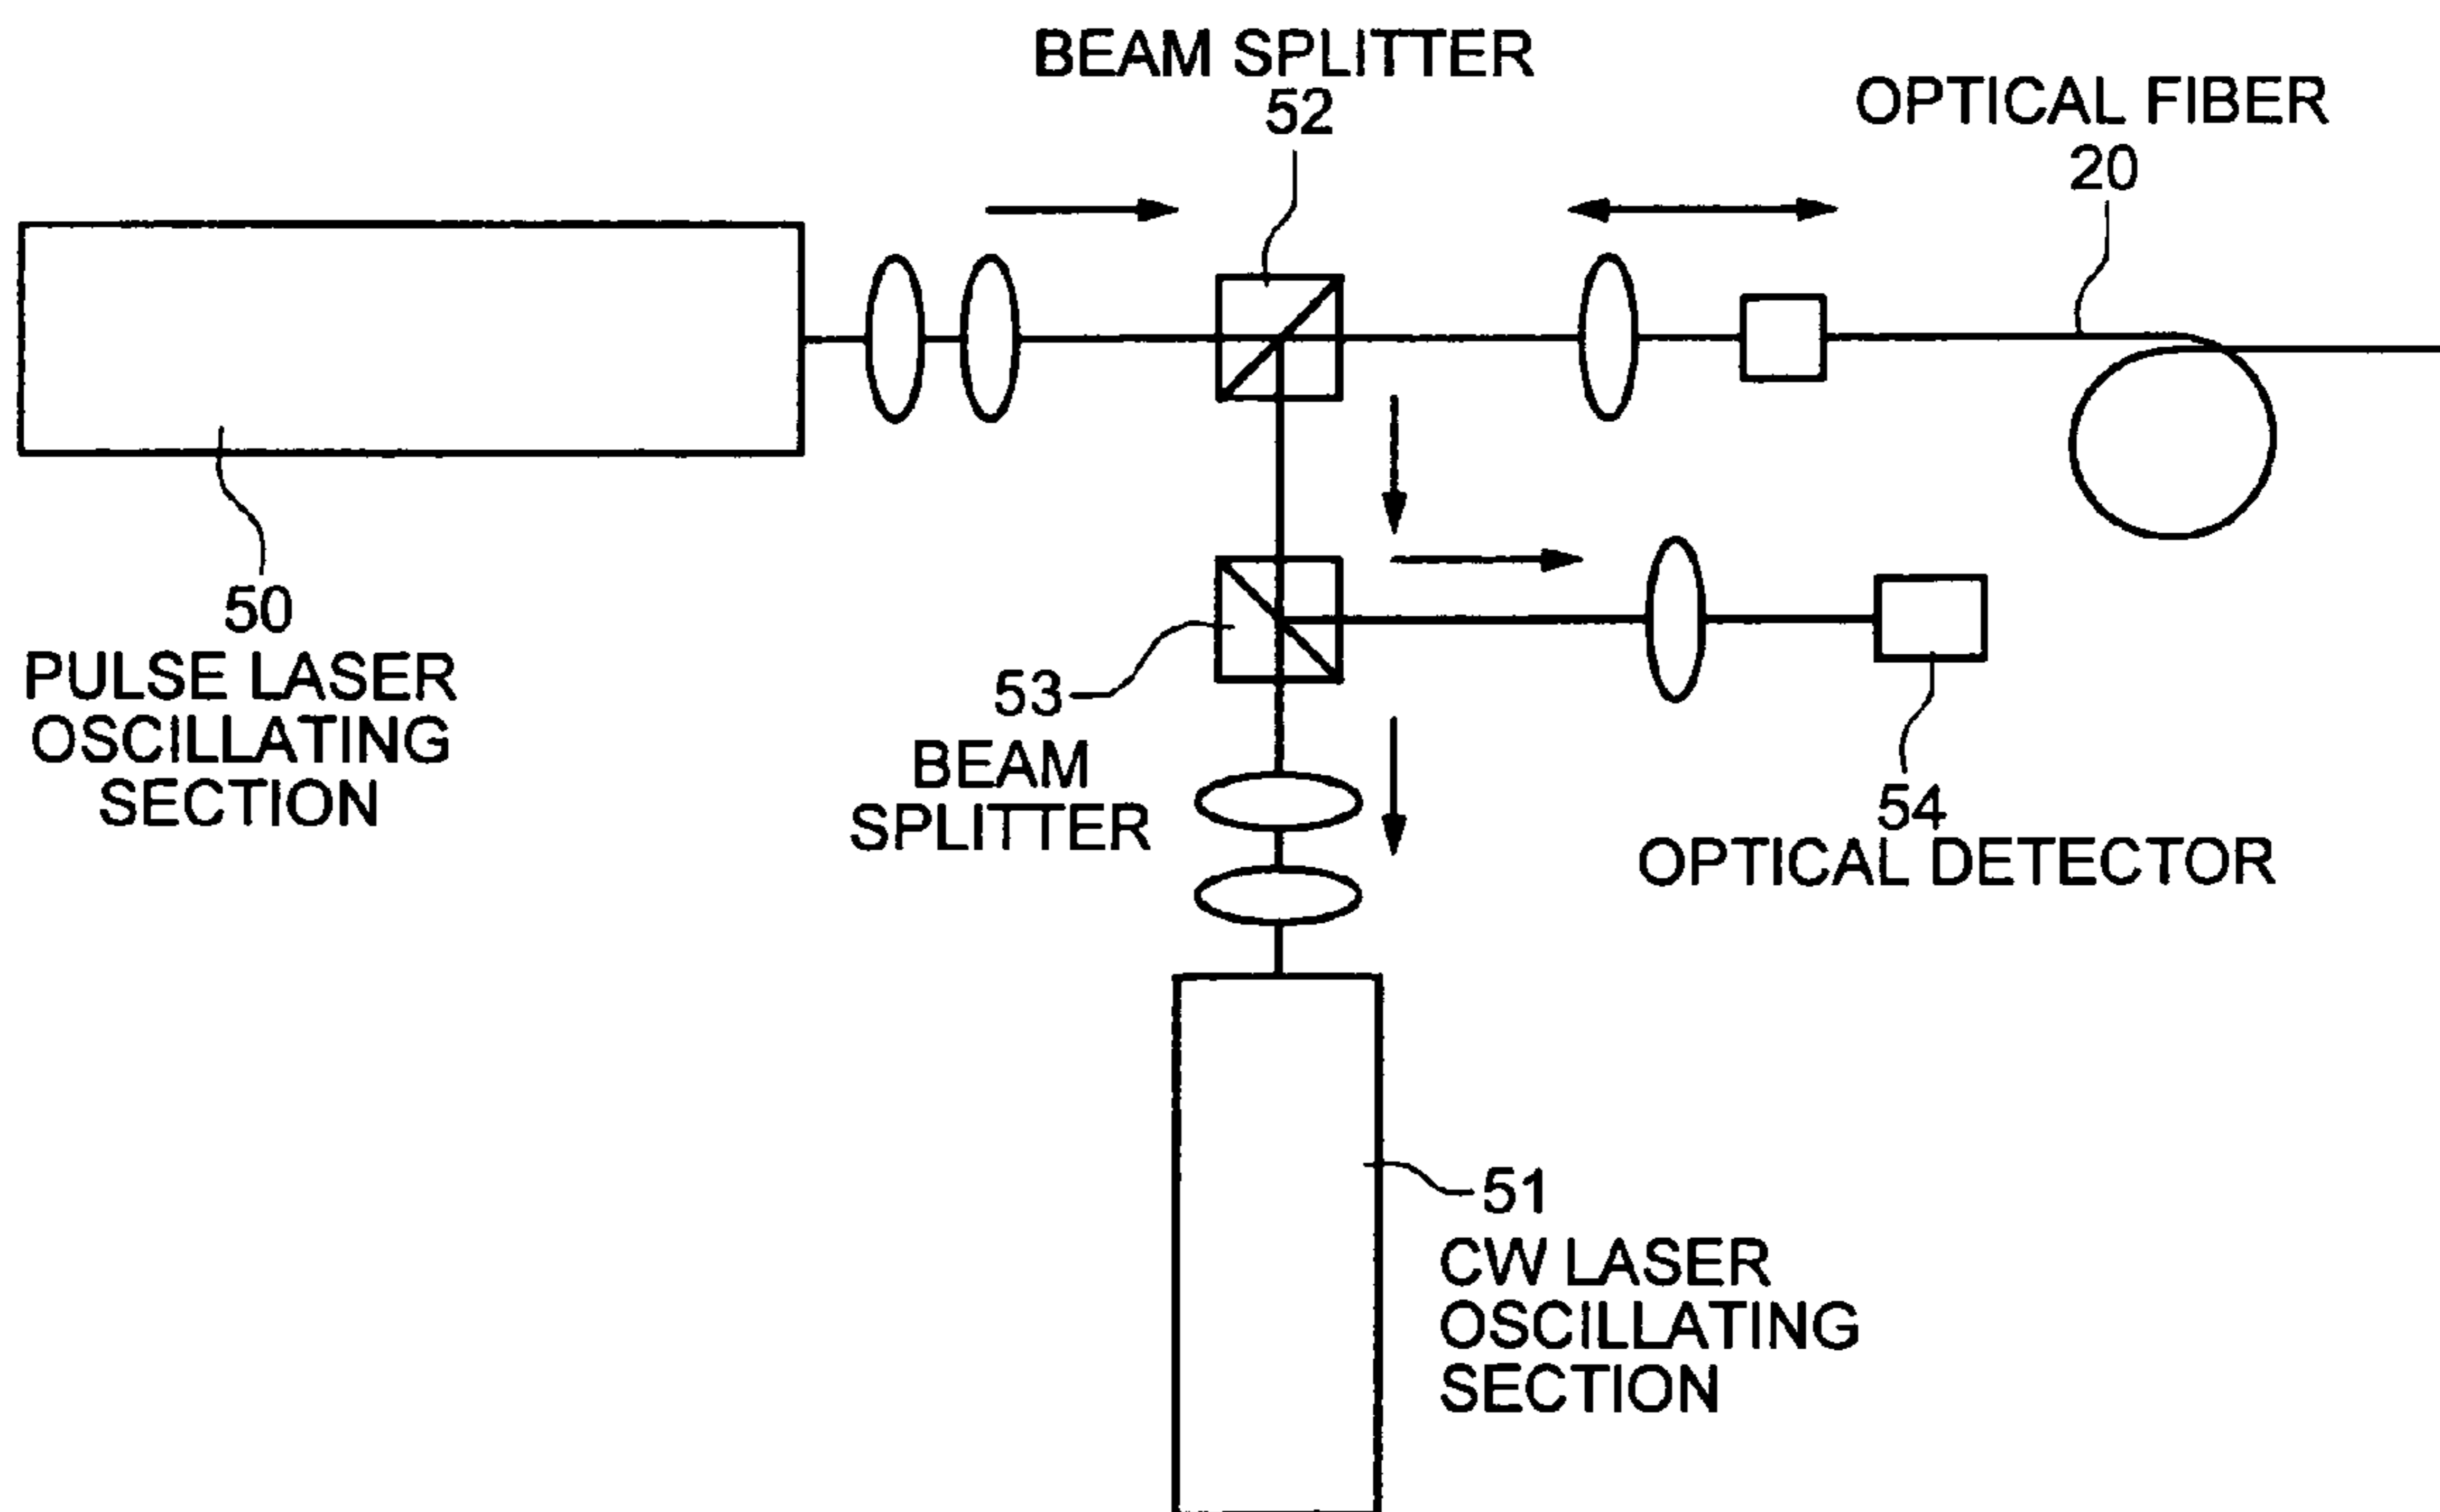 BEAM SPLITTER
52
OPTICAL FIBER
20
50
PULSE LASER
OSCILLATING
SECTION
53
BEAM
SPLITTER
54
OPTICAL DETECTOR
51
CW LASER
OSCILLATING
SECTION